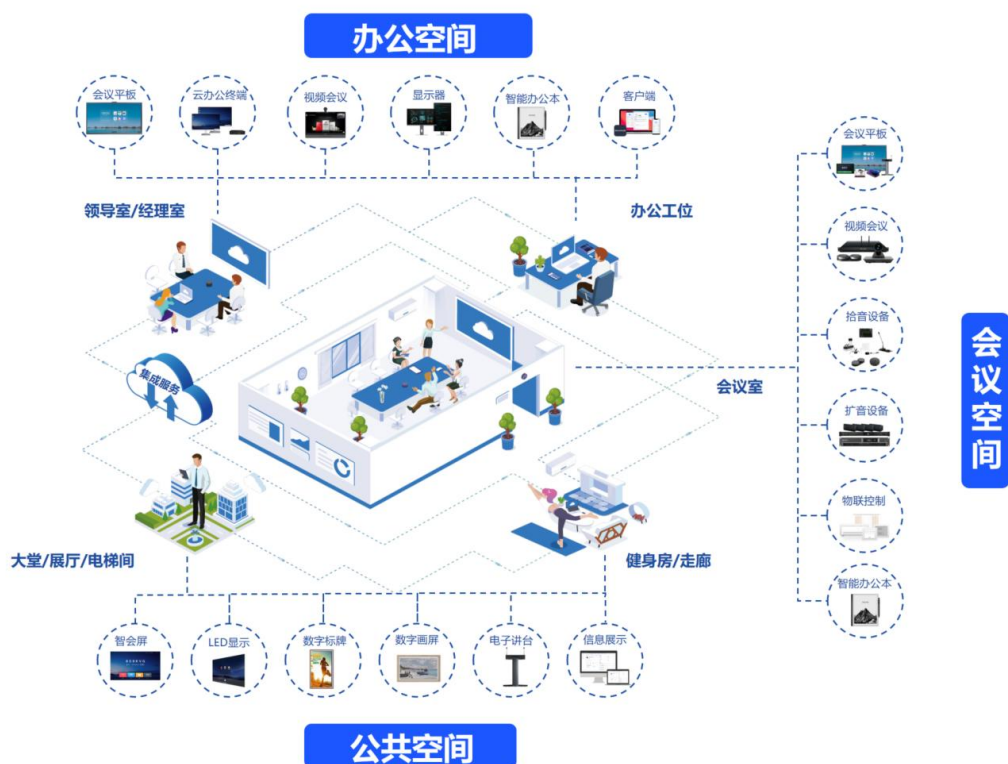 办公空间
会议平板
云办公终端
视频会议
显示器
智能办公本
客户端
领导室/经理室
办公工位
会议平板
视频会议
拾音设备
扩音设备
物联控制
智能办公本
会议空间
会议室
集成服务
大堂/展厅/电梯间
健身房/走廊
智会屏
LED显示
数字标牌
数字画屏
电子讲台
信息展示
公共空间